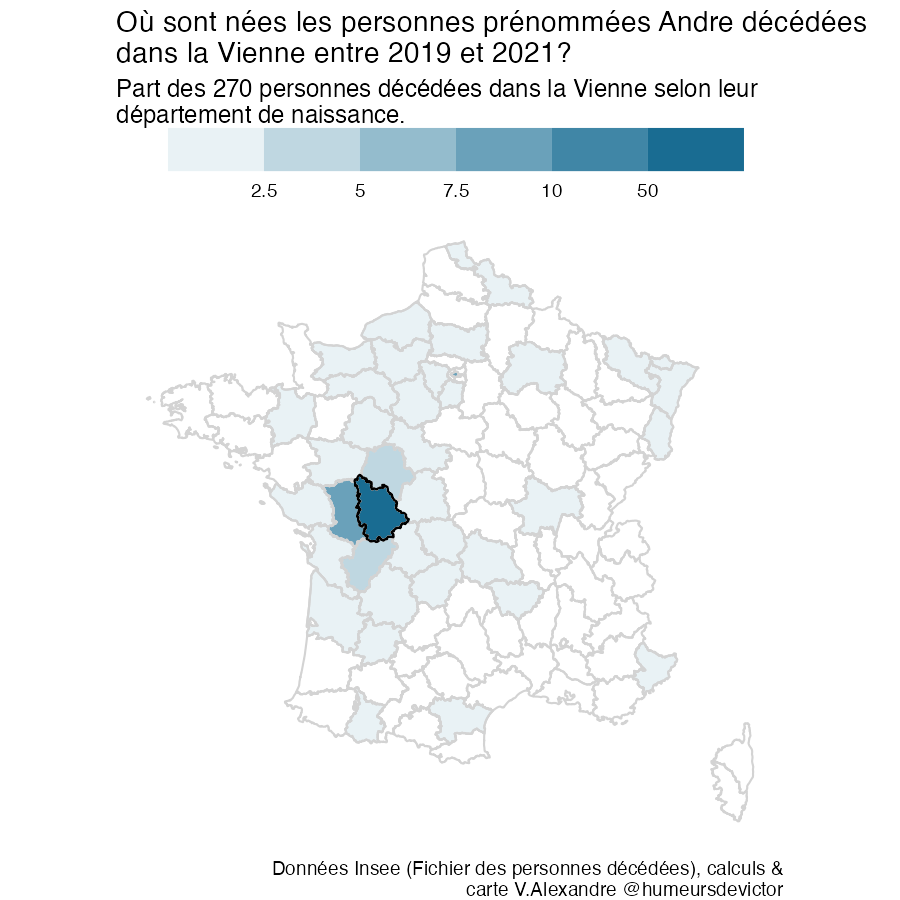 Où sont nées les personnes prénommées Andre décédées
dans la Vienne entre 2019 et 2021?
Part des 270 personnes décédées dans la Vienne selon leur
département de naissance.
2.5 5 7.5 10 50
Données Insee (Fichier des personnes décédées), calculs &
carte V.Alexandre @humeursdevictor